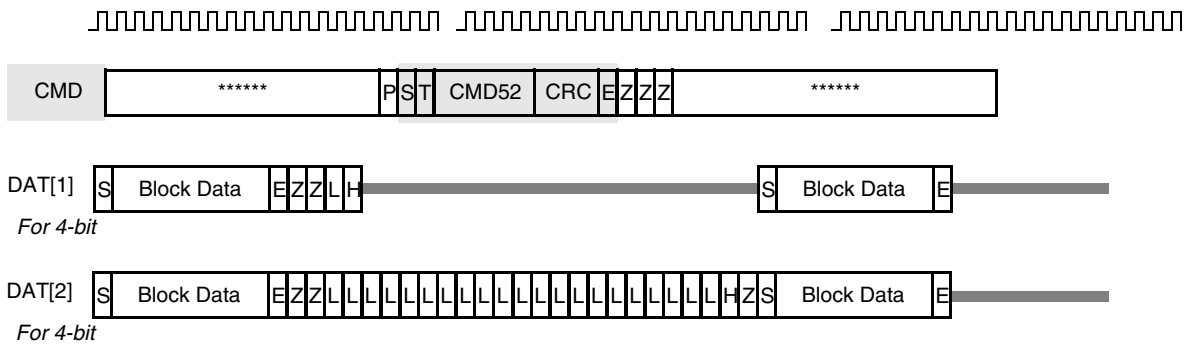 CMD ****** P S T CMD52 CRC E Z Z Z ******
DAT[1] S Block Data E Z Z L H S Block Data E
For 4-bit
DAT[2] S Block Data E Z Z L L L L L L L L L L L L L L L L L L L L L H Z S Block Data E
For 4-bit